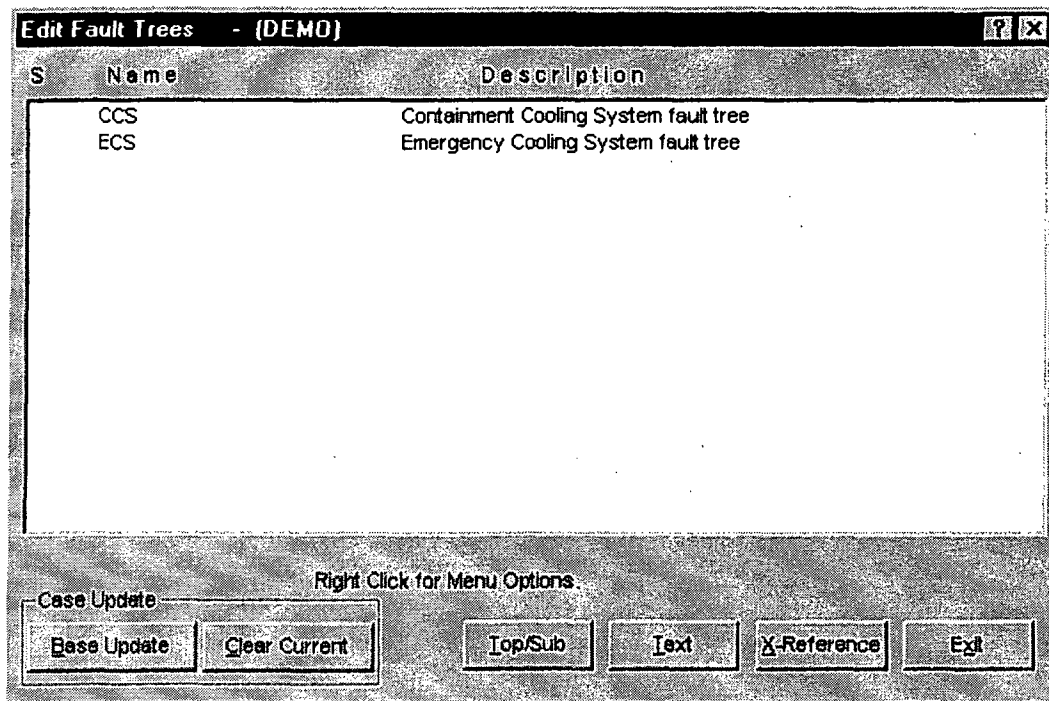 Edit Fault Trees - (DEMO)
S Name Description
CCS Containment Cooling System fault tree
ECS Emergency Cooling System fault tree
Right Click for Menu Options
Case Update
Base Update Clear Current Top/Sub Text X-Reference Exit